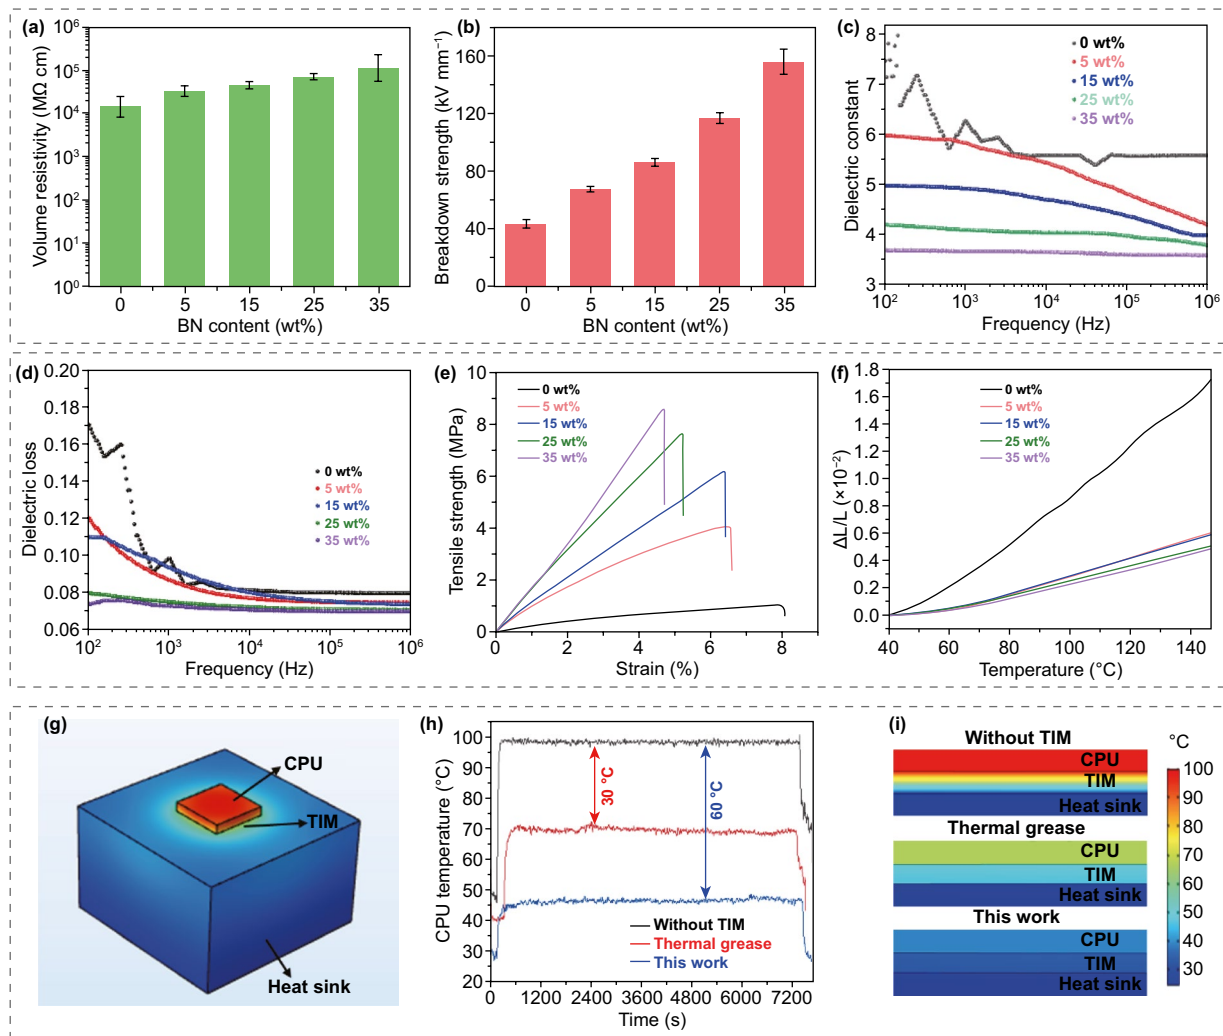 (a)
10⁶
10⁵
10⁴
10³
10²
10¹
10⁰
Volume resistivity (MΩ cm)
0 5 15 25 35
BN content (wt%)
(b)
160
120
80
40
0
Breakdown strength (kV mm⁻¹)
0 5 15 25 35
BN content (wt%)
(c)
8
7
6
5
4
3
Dielectric constant
0 wt%
5 wt%
15 wt%
25 wt%
35 wt%
10² 10³ 10⁴ 10⁵ 10⁶
Frequency (Hz)
(d)
0.20
0.18
0.16
0.14
0.12
0.10
0.08
0.06
Dielectric loss
0 wt%
5 wt%
15 wt%
25 wt%
35 wt%
10² 10³ 10⁴ 10⁵ 10⁶
Frequency (Hz)
(e)
10
8
6
4
2
0
Tensile strength (MPa)
0 wt%
5 wt%
15 wt%
25 wt%
35 wt%
0 2 4 6 8
Strain (%)
(f)
1.8
1.6
1.4
1.2
1.0
0.8
0.6
0.4
0.2
0.0
ΔL/L (×10⁻²)
0 wt%
5 wt%
15 wt%
25 wt%
35 wt%
40 60 80 100 120 140
Temperature (°C)
(g)
CPU
TIM
Heat sink
(h)
100
90
80
70
60
50
40
30
20
CPU temperature (°C)
30 °C
60 °C
Without TIM
Thermal grease
This work
0 1200 2400 3600 4800 6000 7200
Time (s)
(i)
Without TIM
CPU
TIM
Heat sink
Thermal grease
CPU
TIM
Heat sink
This work
CPU
TIM
Heat sink
°C
100
90
80
70
60
50
40
30